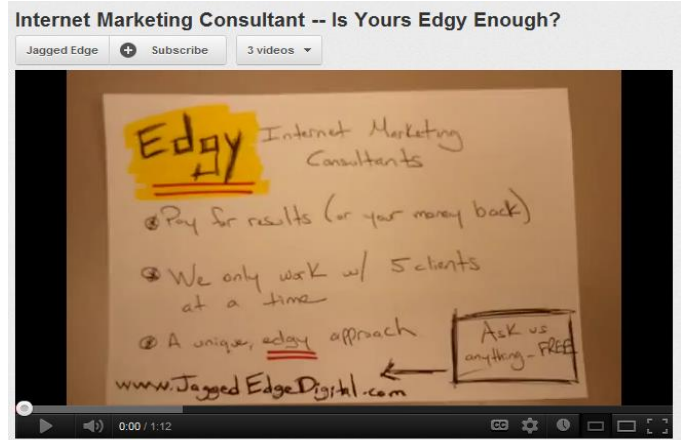 Internet Marketing Consultant -- Is Yours Edgy Enough?
Jagged Edge Subscribe 3 videos
Edgy Internet Marketing
Consultants
Pay for results (or your money back)
We only work w/ 5 clients
at a time
A unique, edgy approach
Ask us
anything - FREE
www.JaggedEdgeDigital.com
0:00 / 1:12 CC